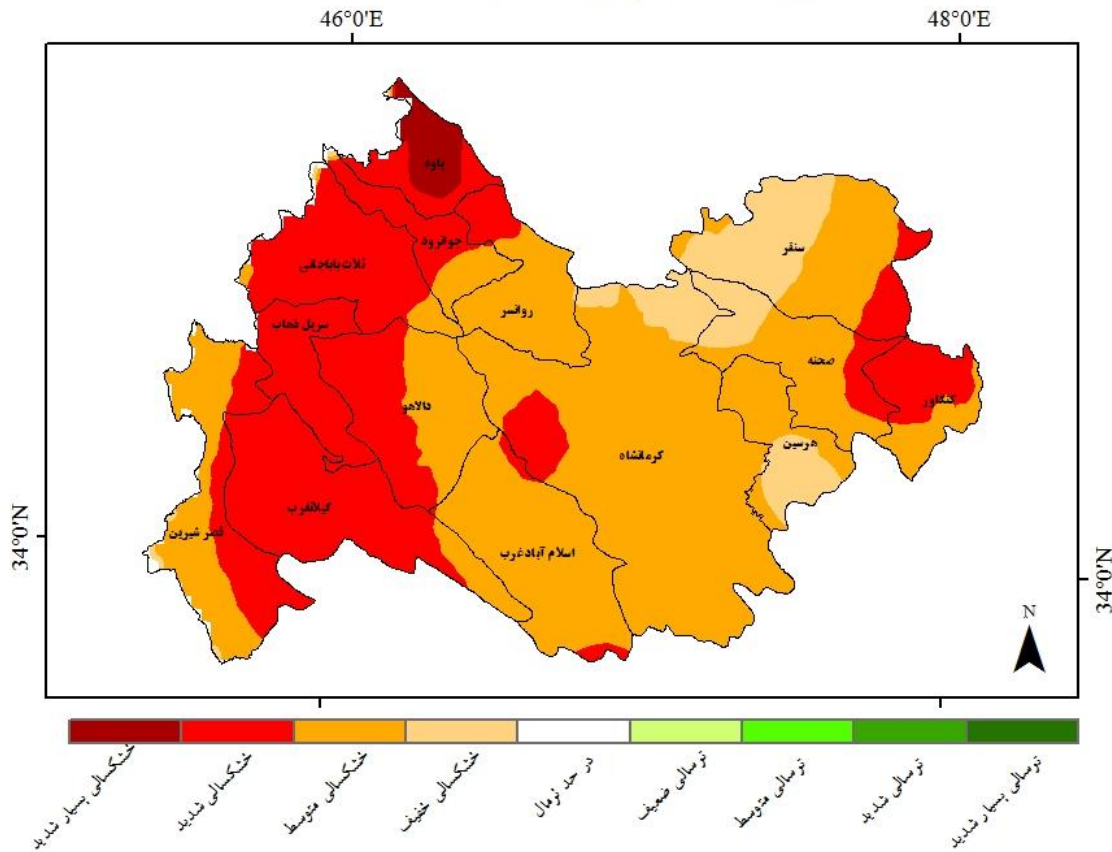 46°0'E
48°0'E
پاوه
سنقر
جوانرود
ثلاث باباجانی
روانسر
سرپل ذهاب
صحنه
کنگاور
دالاهو
هرسین
کرمانشاه
گیلانغرب
قصر شیرین
اسلام آبادغرب
34°0'N
34°0'N
N
خشکسالی بسیار شدید
خشکسالی شدید
خشکسالی متوسط
خشکسالی خفیف
در حد نرمال
ترسالی ضعیف
ترسالی متوسط
ترسالی شدید
ترسالی بسیار شدید